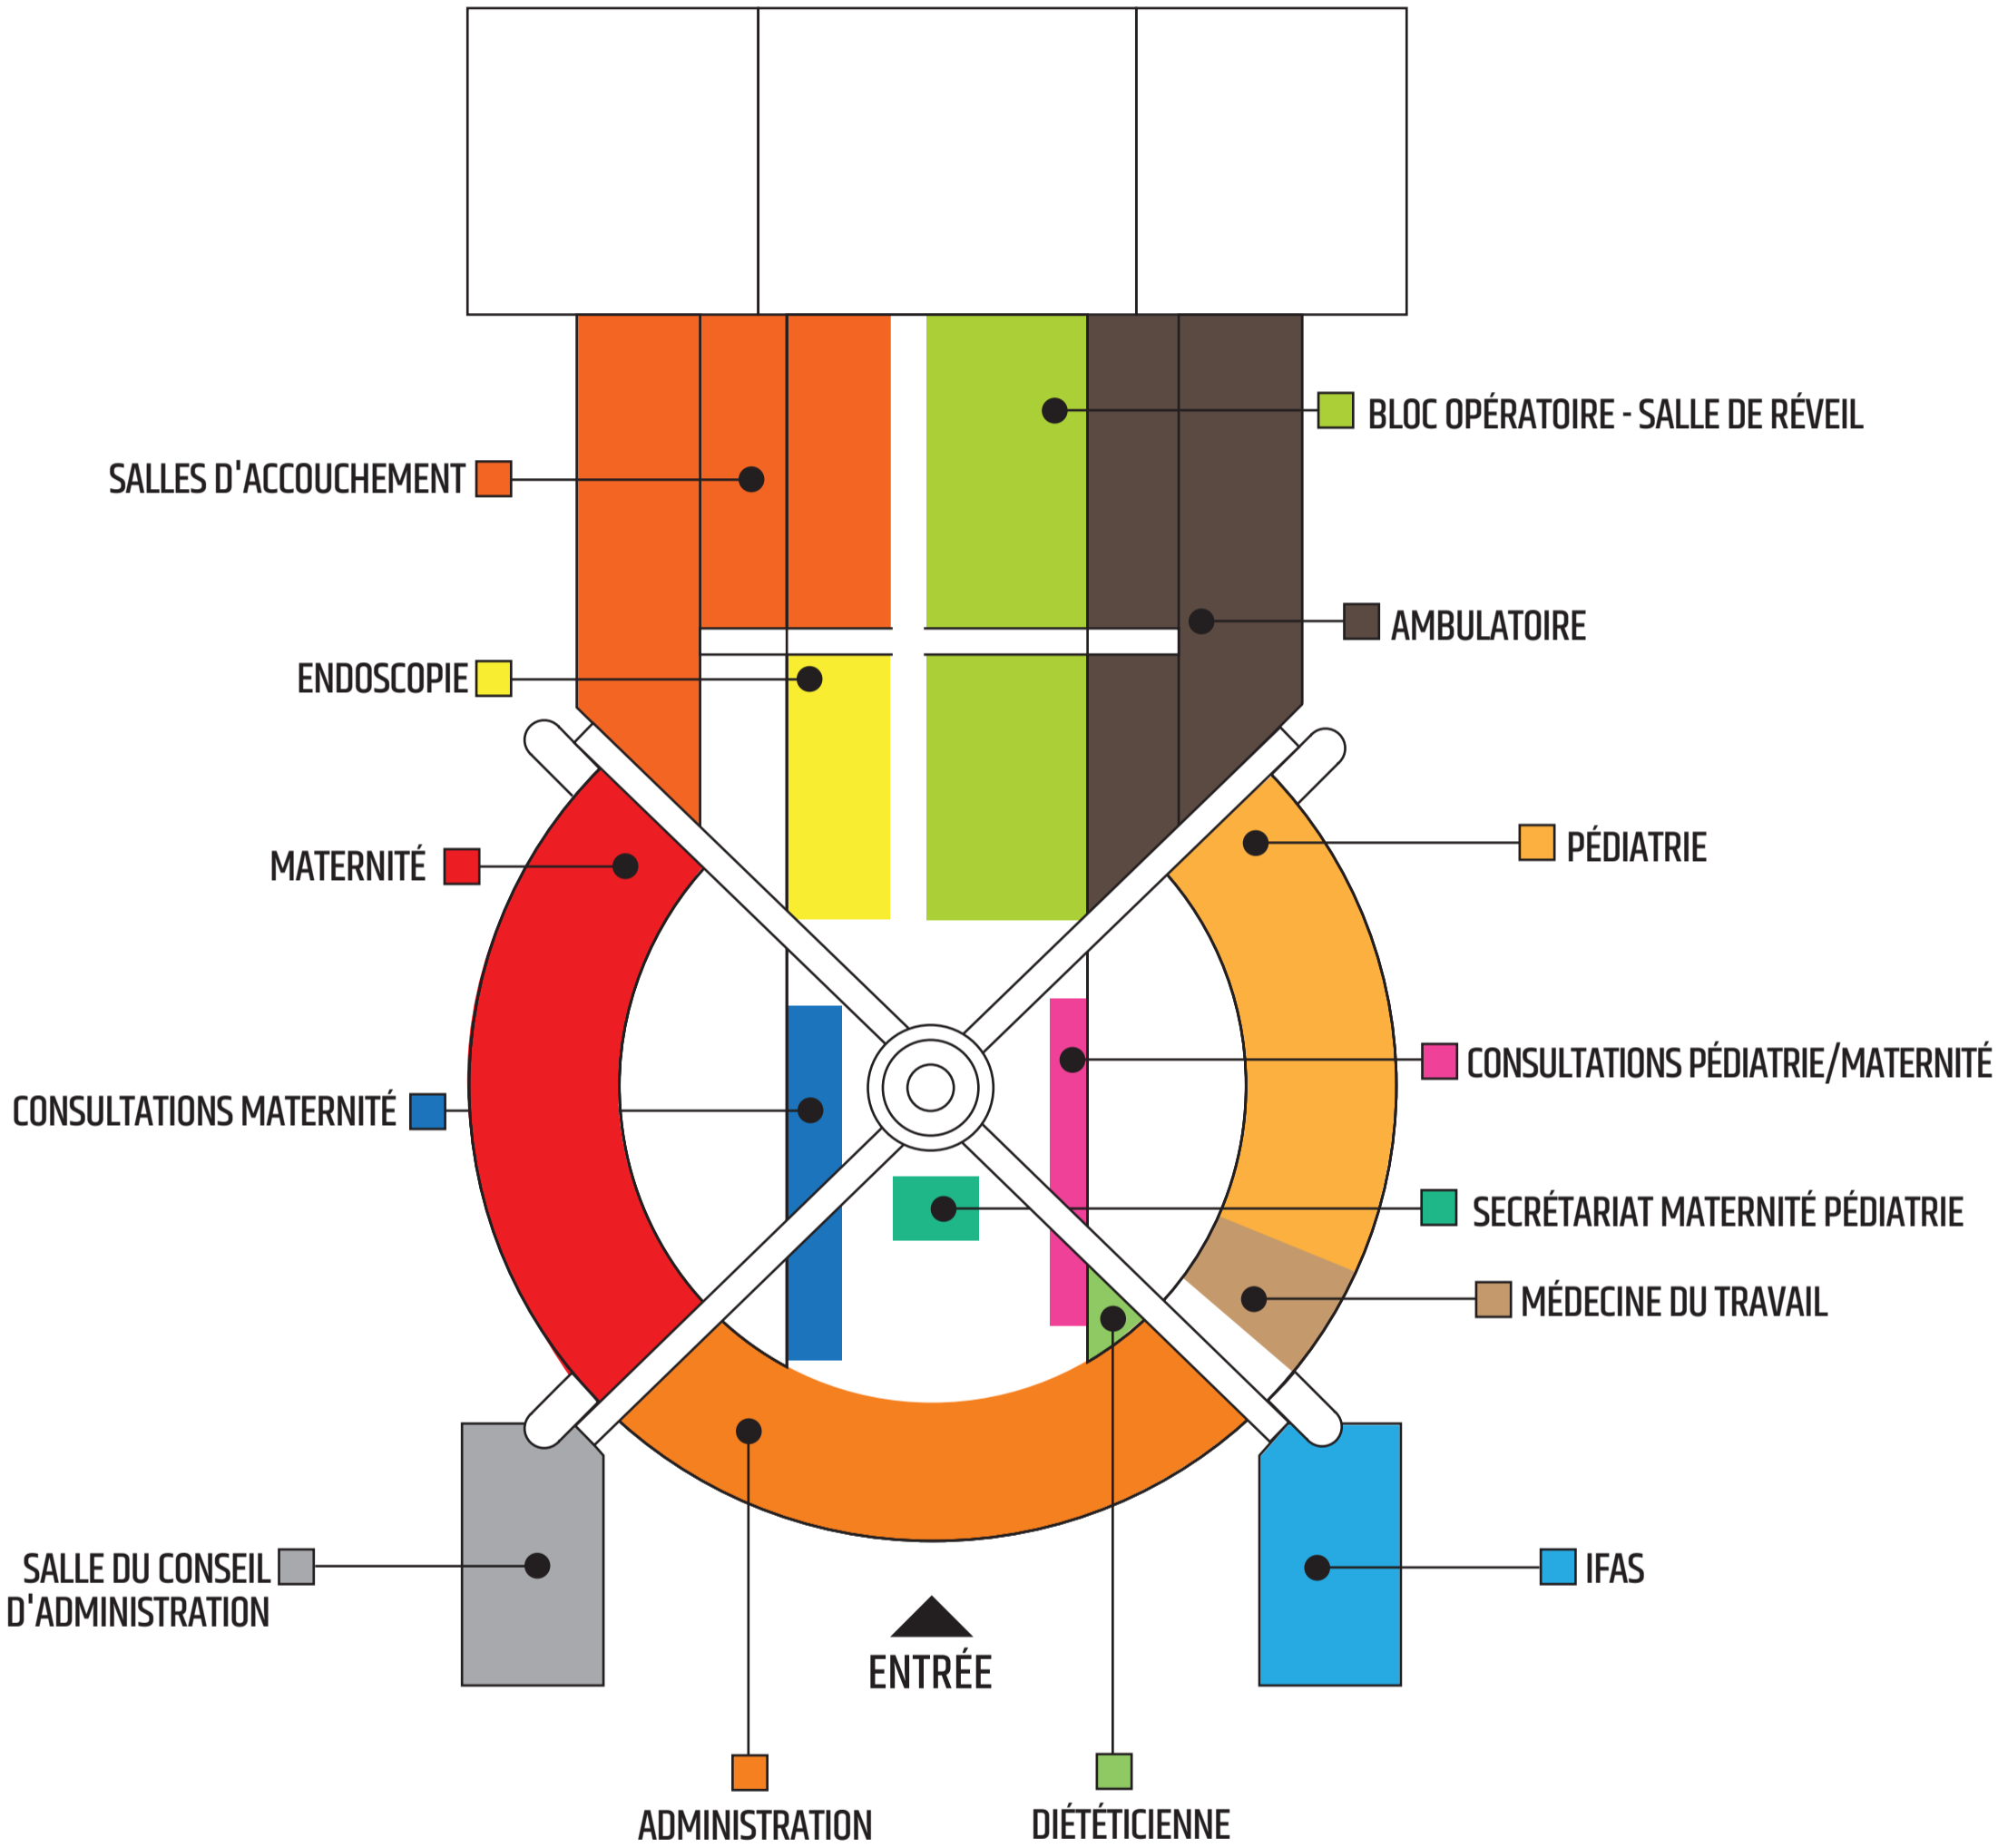 BLOC OPÉRATOIRE - SALLE DE RÉVEIL
SALLES D'ACCOUCHEMENT
AMBULATOIRE
ENDOSCOPIE
PÉDIATRIE
MATERNITÉ
CONSULTATIONS PÉDIATRIE/MATERNITÉ
CONSULTATIONS MATERNITÉ
SECRÉTARIAT MATERNITÉ PÉDIATRIE
MÉDECINE DU TRAVAIL
SALLE DU CONSEIL
D'ADMINISTRATION
IFAS
ENTRÉE
ADMINISTRATION
DIÉTÉTICIENNE